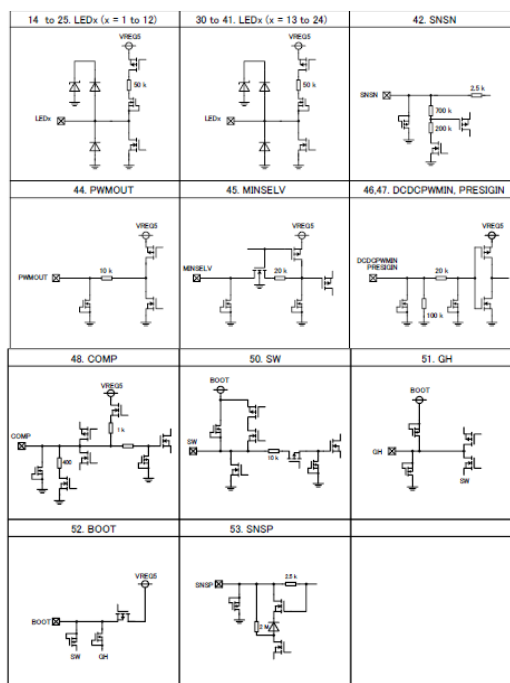 14 to 25. LEDx (x = 1 to 12)
30 to 41. LEDx (x = 13 to 24)
42. SNSN
VREG5
50 k
LEDx
VREG5
50 k
LEDx
SNSN
2.5 k
700 k
200 k
44. PWMOUT
45. MINSELV
46,47. DCDCPWMIN, PRESIGIN
VREG5
10 k
PWMOUT
VREG5
MINSELV
20 k
VREG5
DCDCPWMIN
PRESIGIN
20 k
100 k
48. COMP
50. SW
51. GH
VREG5
1 k
COMP
400
BOOT
SW
10 k
BOOT
GH
SW
52. BOOT
53. SNSP
VREG5
BOOT
SW
GH
SNSP
2.5 k
2 M